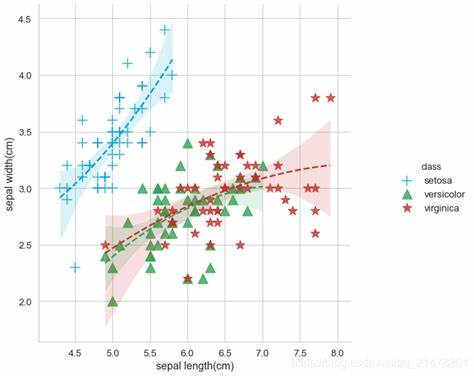 4.5
4.0
3.5
3.0
2.5
2.0
sepal width(cm)
4.5 5.0 5.5 6.0 6.5 7.0 7.5 8.0
sepal length(cm)
class
setosa
versicolor
virginica
https://blog.csdn.net/qq_21478261